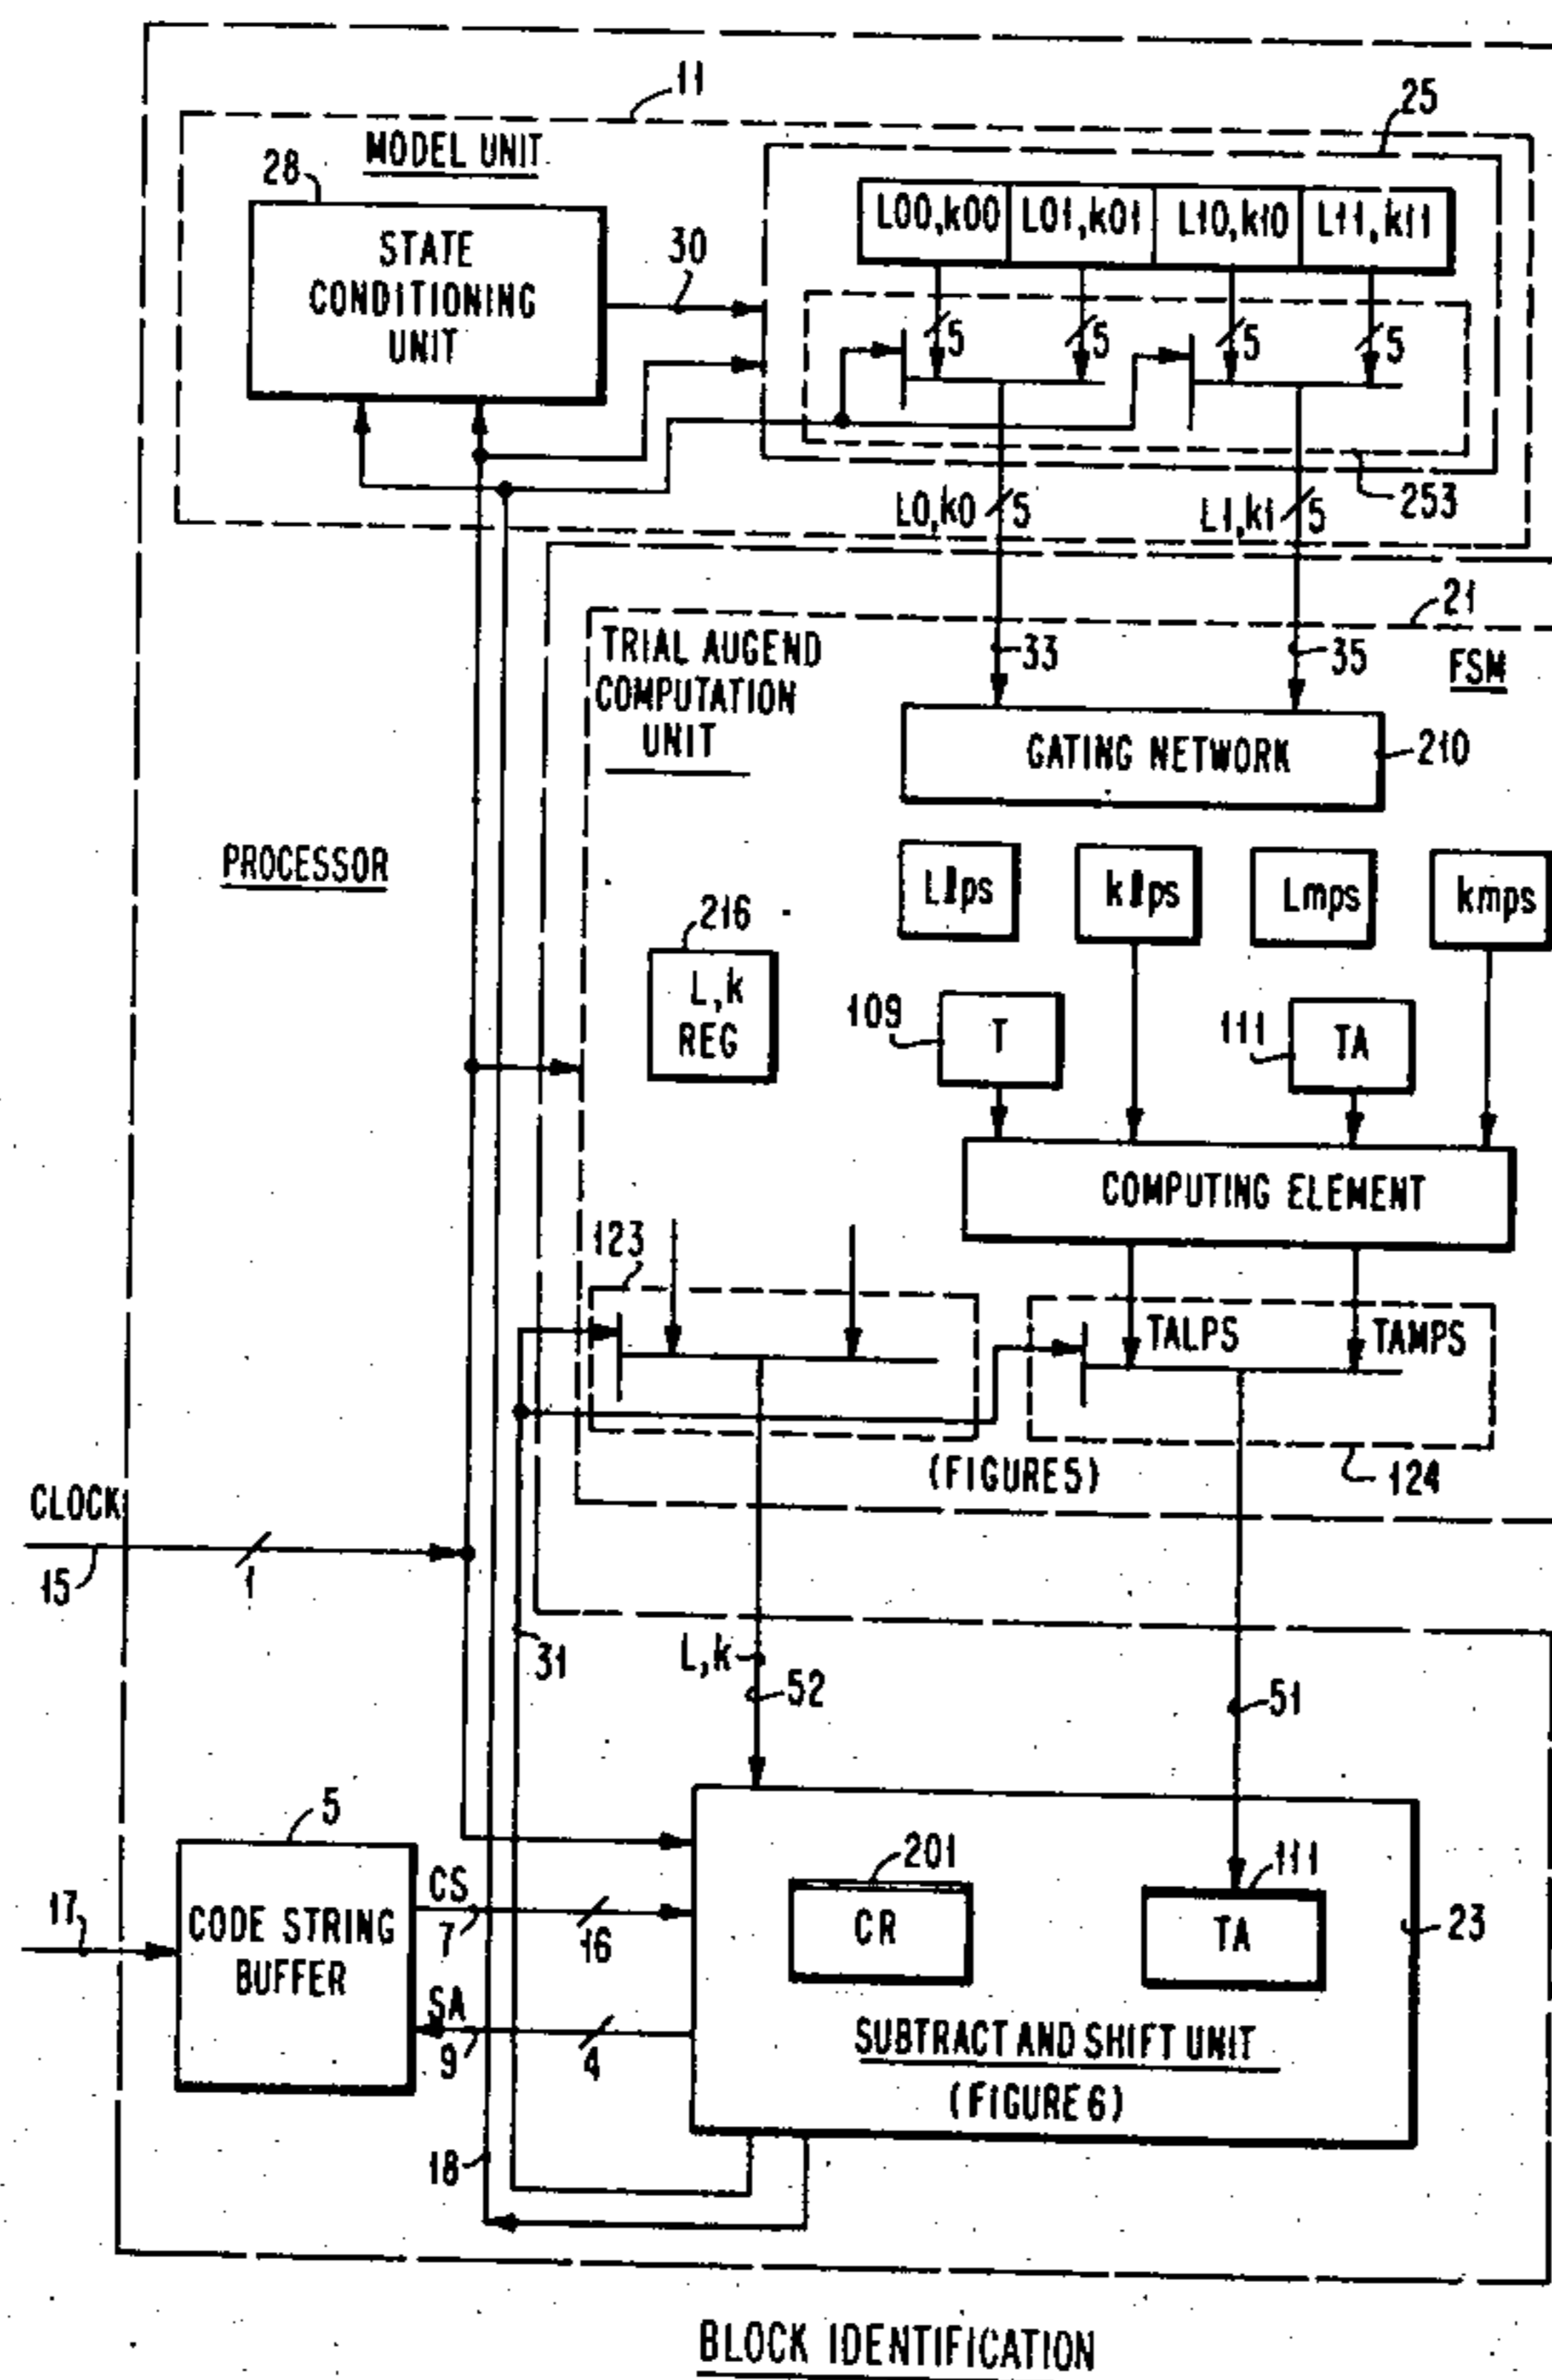 11
25
MODEL UNIT
28
L00,k00 L01,k01 L10,k10 L11,k11
STATE
CONDITIONING
UNIT
30
5 5 5 5
253
L0,k0 5 L1,k1 5
21
TRIAL AUGEND
COMPUTATION
UNIT
33 35
FSM
GATING NETWORK
210
PROCESSOR
Llps klps Lmps kmps
216
L,k
REG
109
T
111
TA
COMPUTING ELEMENT
123
TALPS TAMPS
(FIGURE 5)
124
CLOCK
15
1
31
L,k
52
51
5
CODE STRING
BUFFER
17
CS
7
16
SA
9
4
201
CR
111
TA
23
SUBTRACT AND SHIFT UNIT
(FIGURE 6)
18
BLOCK IDENTIFICATION